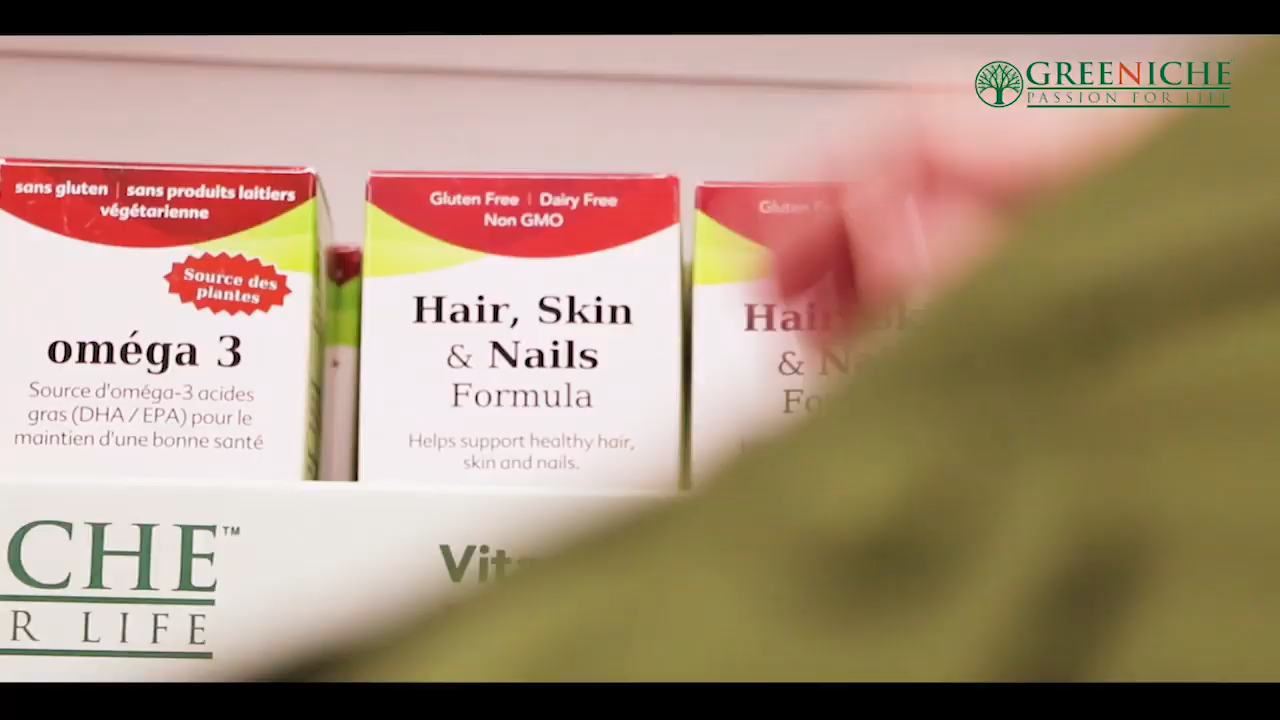 GREENICHE
PASSION FOR LIFE
sans gluten | sans produits laitiers
végétarienne
Source des
plantes
oméga 3
Source d'oméga-3 acides
gras (DHA / EPA) pour le
maintien d'une bonne santé
Gluten Free | Dairy Free
Non GMO
Hair, Skin
& Nails
Formula
Helps support healthy hair,
skin and nails.
Gluten
Hair,
&
CHE™
R LIFE